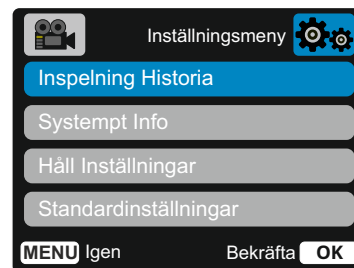 Inställningsmeny
Inspelning Historia
Systempt Info
Håll Inställningar
Standardinställningar
MENU Igen Bekräfta OK